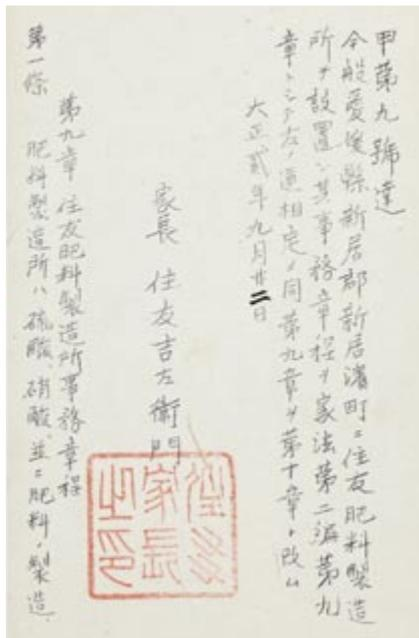 甲第九號達
今般愛媛縣新居郡新居濱町ニ住友肥料製造
所ヲ設置シ其事務章程ヲ家法第二編第九
章トシテ左ノ通相定メ同第九章ヲ第十章ト改ム
大正貳年九月廿二日
家長 住友吉左衛門
住友
家長
之印
第九章 住友肥料製造所事務章程
第一條 肥料製造所ハ硫酸、硝酸、並ニ肥料ノ製造、